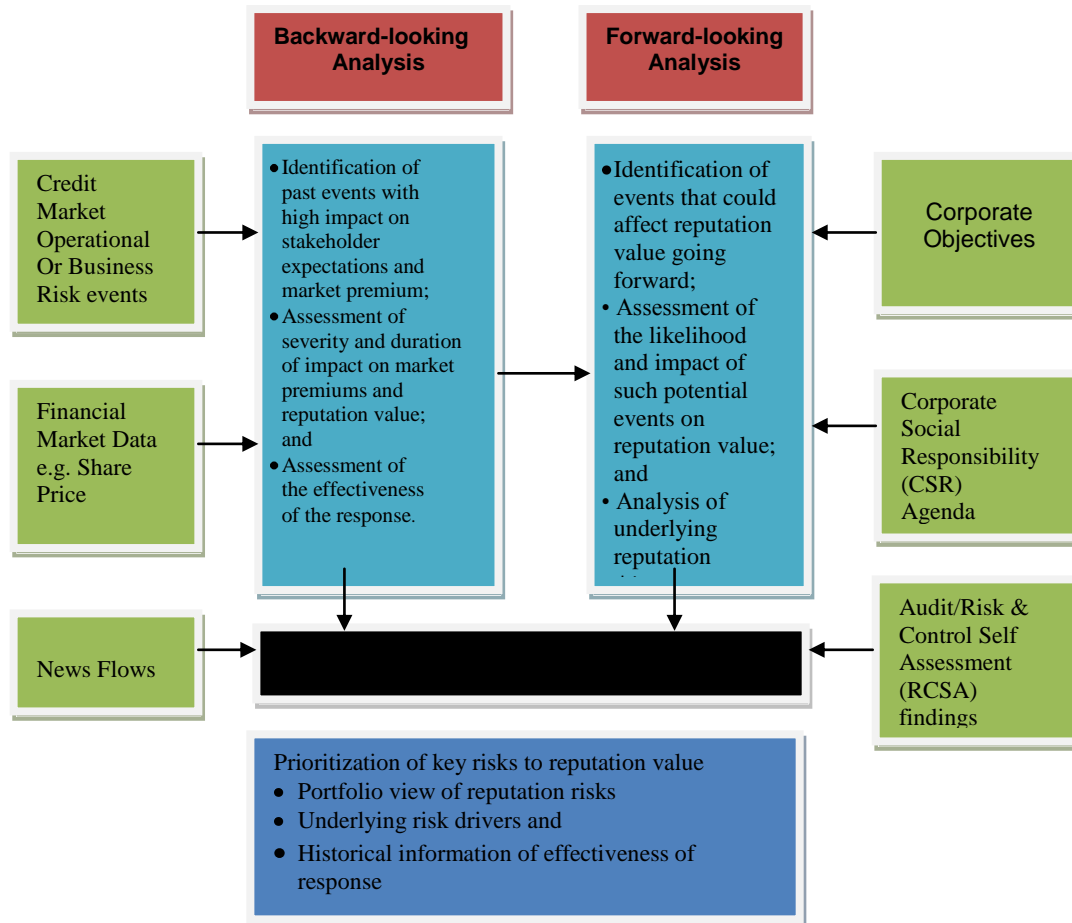 Backward-looking
Analysis
Forward-looking
Analysis
Credit
Market
Operational
Or Business
Risk events
Financial
Market Data
e.g. Share
Price
News Flows
● Identification of
past events with
high impact on
stakeholder
expectations and
market premium;
● Assessment of
severity and duration
of impact on market
premiums and
reputation value;
and
● Assessment of
the effectiveness
of the response.
● Identification of
events that could
affect reputation
value going
forward;
• Assessment of
the likelihood
and impact of
such potential
events on
reputation value;
and
• Analysis of
underlying
reputation
Corporate
Objectives
Corporate
Social
Responsibility
(CSR)
Agenda
Audit/Risk &
Control Self
Assessment
(RCSA)
findings
Prioritization of key risks to reputation value
● Portfolio view of reputation risks
● Underlying risk drivers and
● Historical information of effectiveness of
response